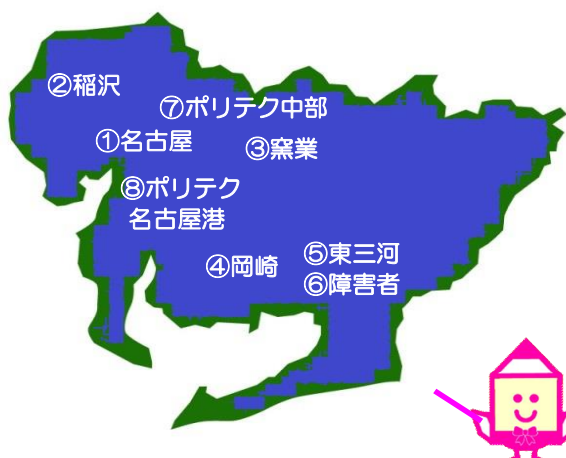 ②稲沢
⑦ポリテク中部
①名古屋
③窯業
⑧ポリテク
名古屋港
④岡崎
⑤東三河
⑥障害者